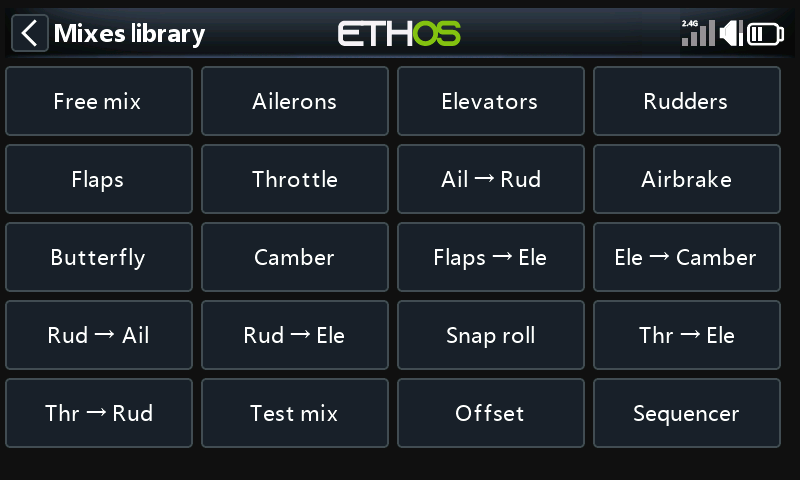 Mixes library
ETHOS
2.4G
Free mix
Ailerons
Elevators
Rudders
Flaps
Throttle
Ail → Rud
Airbrake
Butterfly
Camber
Flaps → Ele
Ele → Camber
Rud → Ail
Rud → Ele
Snap roll
Thr → Ele
Thr → Rud
Test mix
Offset
Sequencer